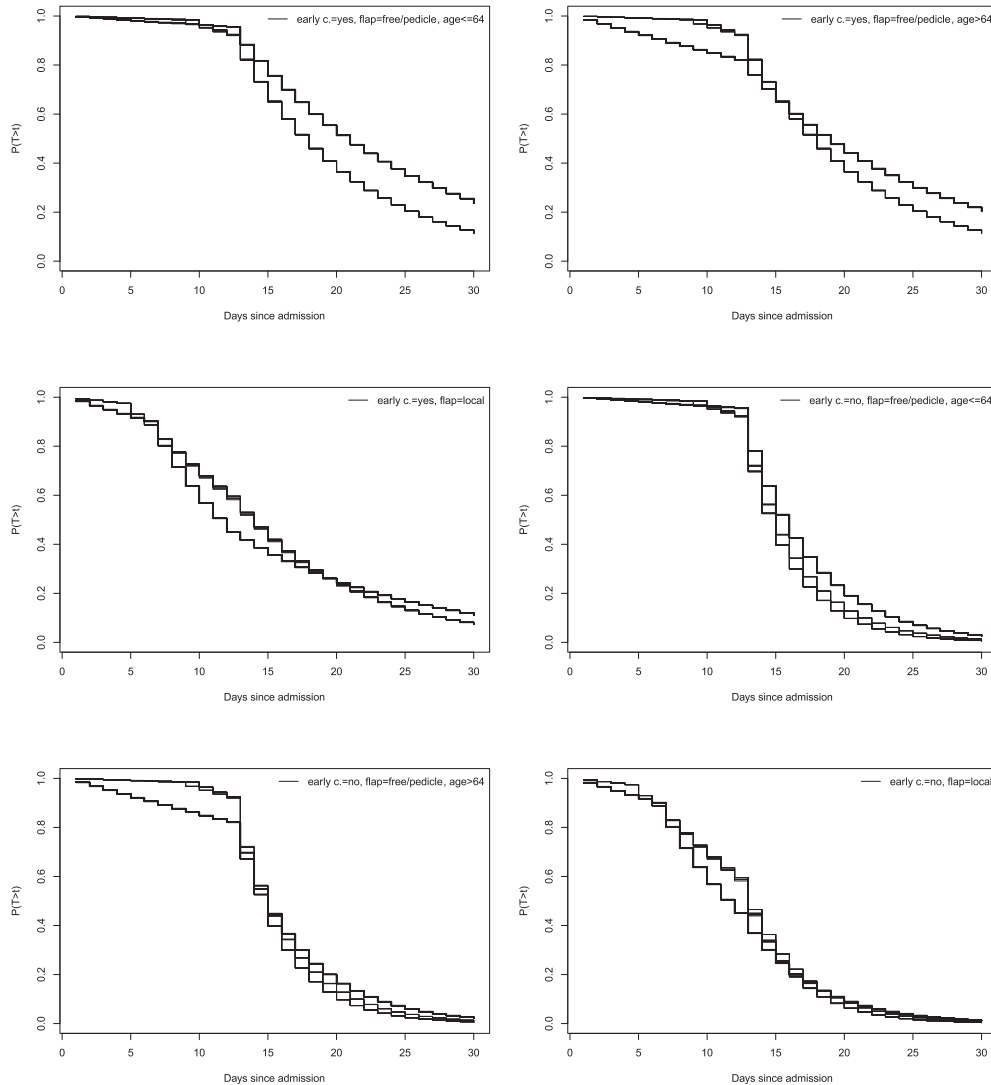 early c.=yes, flap=free/pedicle, age<=64
P(T>t)
0.0 0.2 0.4 0.6 0.8 1.0
0 5 10 15 20 25 30
Days since admission
early c.=yes, flap=free/pedicle, age>64
P(T>t)
0.0 0.2 0.4 0.6 0.8 1.0
0 5 10 15 20 25 30
Days since admission
early c.=yes, flap=local
P(T>t)
0.0 0.2 0.4 0.6 0.8 1.0
0 5 10 15 20 25 30
Days since admission
early c.=no, flap=free/pedicle, age<=64
P(T>t)
0.0 0.2 0.4 0.6 0.8 1.0
0 5 10 15 20 25 30
Days since admission
early c.=no, flap=free/pedicle, age>64
P(T>t)
0.0 0.2 0.4 0.6 0.8 1.0
0 5 10 15 20 25 30
Days since admission
early c.=no, flap=local
P(T>t)
0.0 0.2 0.4 0.6 0.8 1.0
0 5 10 15 20 25 30
Days since admission